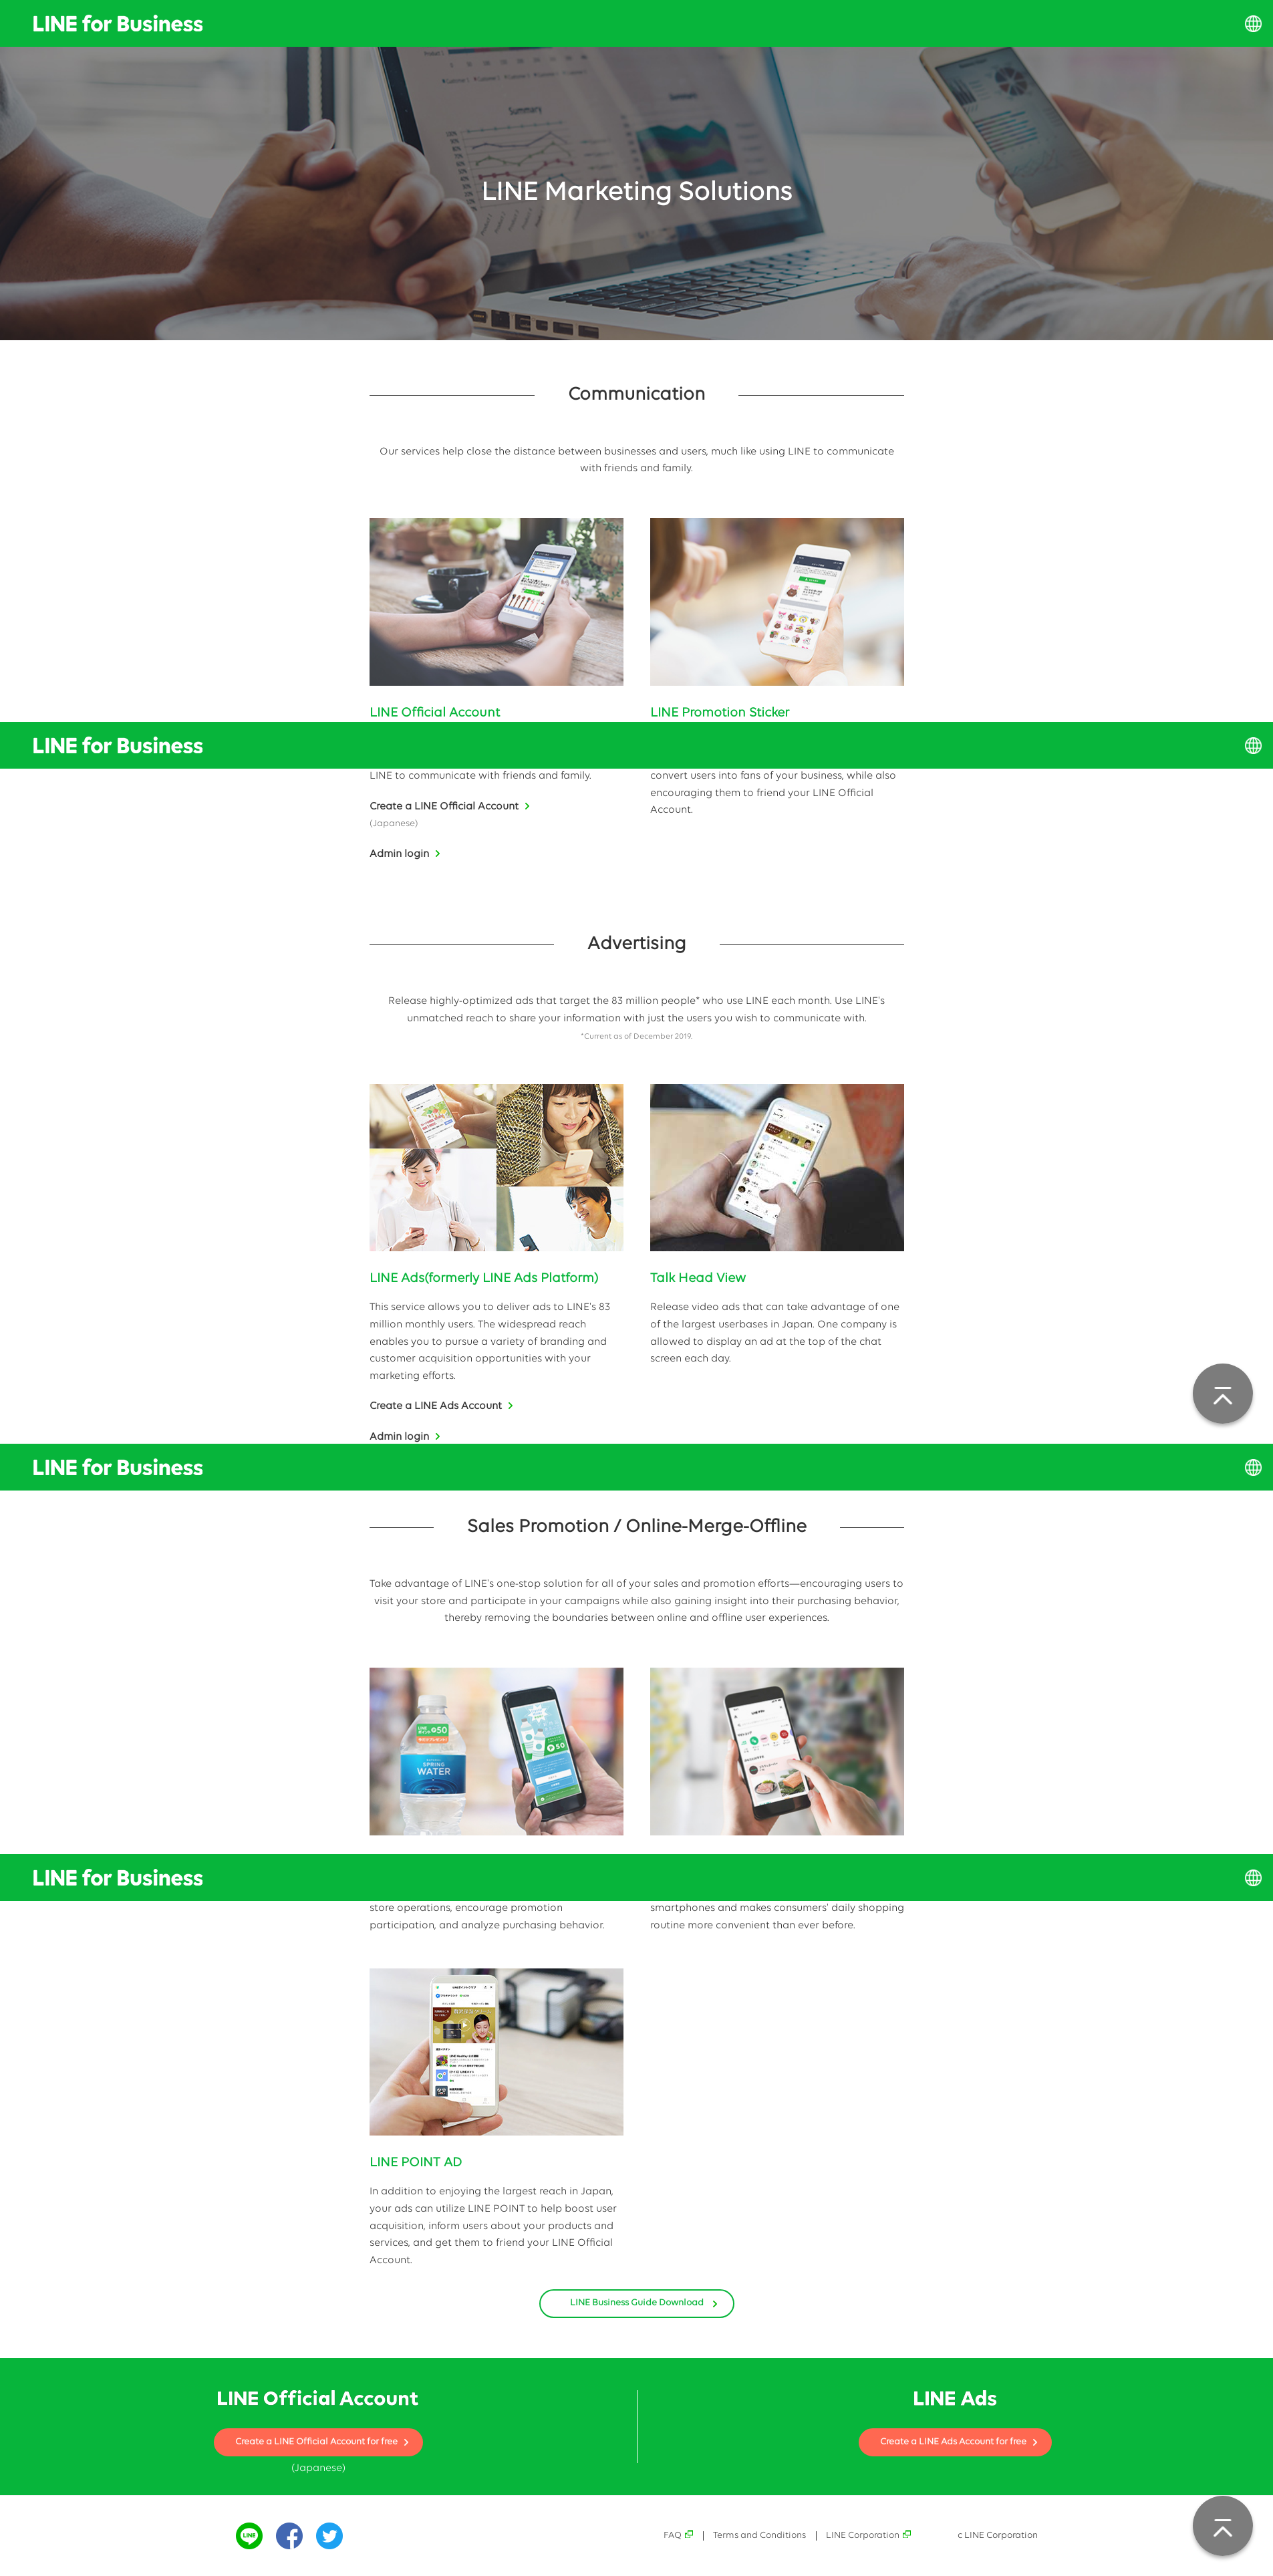 LINE for Business
Summary
LINE Marketing Solutions
Communication
Our services help close the distance between businesses and users, much like using LINE to communicate
with friends and family.
LINE Official Account
LINE Promotion Sticker
LINE for Business
LINE to communicate with friends and family.
Create a LINE Official Account
(Japanese)
Admin login
convert users into fans of your business, while also
encouraging them to friend your LINE Official
Account.
Advertising
Release highly-optimized ads that target the 83 million people* who use LINE each month. Use LINE's
unmatched reach to share your information with just the users you wish to communicate with.
*Current as of December 2019.
LINE Ads(formerly LINE Ads Platform)
This service allows you to deliver ads to LINE's 83
million monthly users. The widespread reach
enables you to pursue a variety of branding and
customer acquisition opportunities with your
marketing efforts.
Create a LINE Ads Account
Admin login
Talk Head View
Release video ads that can take advantage of one
of the largest userbases in Japan. One company is
allowed to display an ad at the top of the chat
screen each day.
LINE for Business
Sales Promotion / Online-Merge-Offline
Take advantage of LINE's one-stop solution for all of your sales and promotion efforts—encouraging users to
visit your store and participate in your campaigns while also gaining insight into their purchasing behavior,
thereby removing the boundaries between online and offline user experiences.
SPRING
WATER
LINE for Business
store operations, encourage promotion
participation, and analyze purchasing behavior.
smartphones and makes consumers' daily shopping
routine more convenient than ever before.
LINE POINT AD
In addition to enjoying the largest reach in Japan,
your ads can utilize LINE POINT to help boost user
acquisition, inform users about your products and
services, and get them to friend your LINE Official
Account.
LINE Business Guide Download
LINE Official Account
Create a LINE Official Account for free
(Japanese)
LINE Ads
Create a LINE Ads Account for free
LINE
FAQ
Terms and Conditions
LINE Corporation
c LINE Corporation